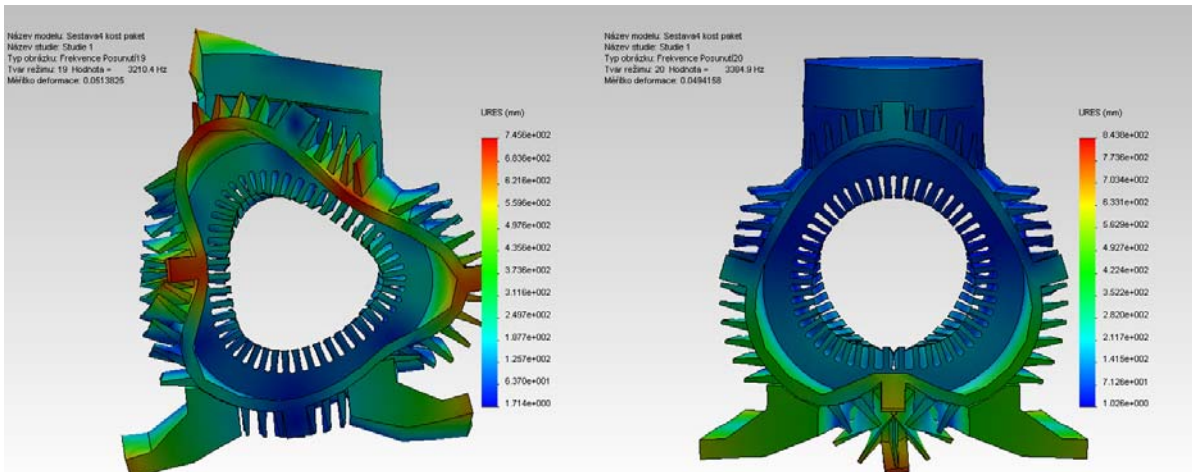 Název modelu: Sestava4 kost paket
Název studie: Studie 1
Typ obrázku: Frekvence Posunutí19
Tvar režimu: 19 Hodnota = 3210.4 Hz
Měřítko deformace: 0.0513825
URES (mm)
7.456e+002
6.836e+002
6.216e+002
5.596e+002
4.976e+002
4.356e+002
3.736e+002
3.116e+002
2.497e+002
1.877e+002
1.257e+002
6.370e+001
1.714e+000
Název modelu: Sestava4 kost paket
Název studie: Studie 1
Typ obrázku: Frekvence Posunutí20
Tvar režimu: 20 Hodnota = 3384.9 Hz
Měřítko deformace: 0.0494158
URES (mm)
8.438e+002
7.736e+002
7.034e+002
6.331e+002
5.629e+002
4.927e+002
4.224e+002
3.522e+002
2.820e+002
2.117e+002
1.415e+002
7.126e+001
1.026e+000